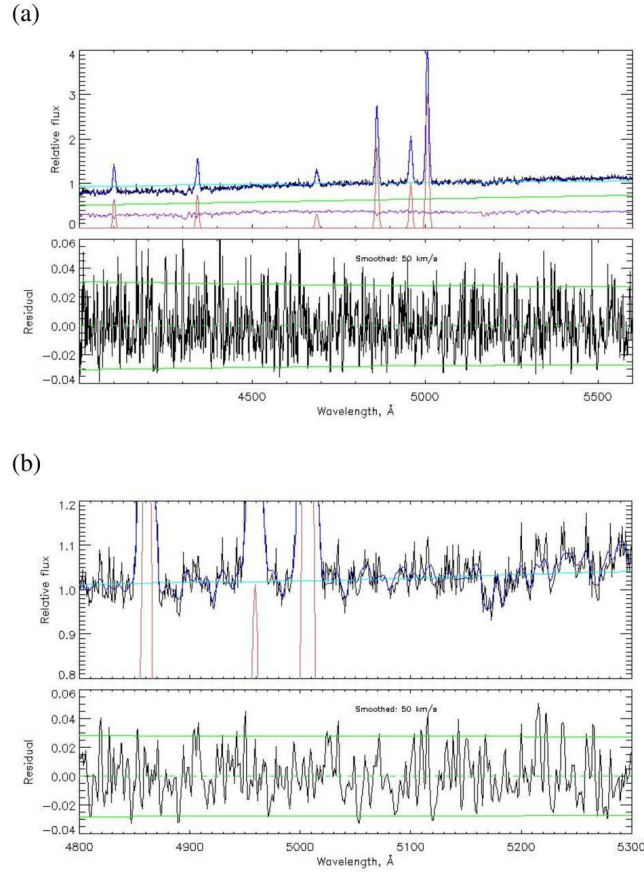 (a)
4
3
2
1
0
Relative flux
0.06
0.04
0.02
0.00
−0.02
−0.04
Residual
Smoothed: 50 km/s
4500 5000 5500
Wavelength, Å
(b)
1.2
1.1
1.0
0.9
0.8
Relative flux
0.06
0.04
0.02
0.00
−0.02
−0.04
Residual
Smoothed: 50 km/s
4800 4900 5000 5100 5200 5300
Wavelength, Å